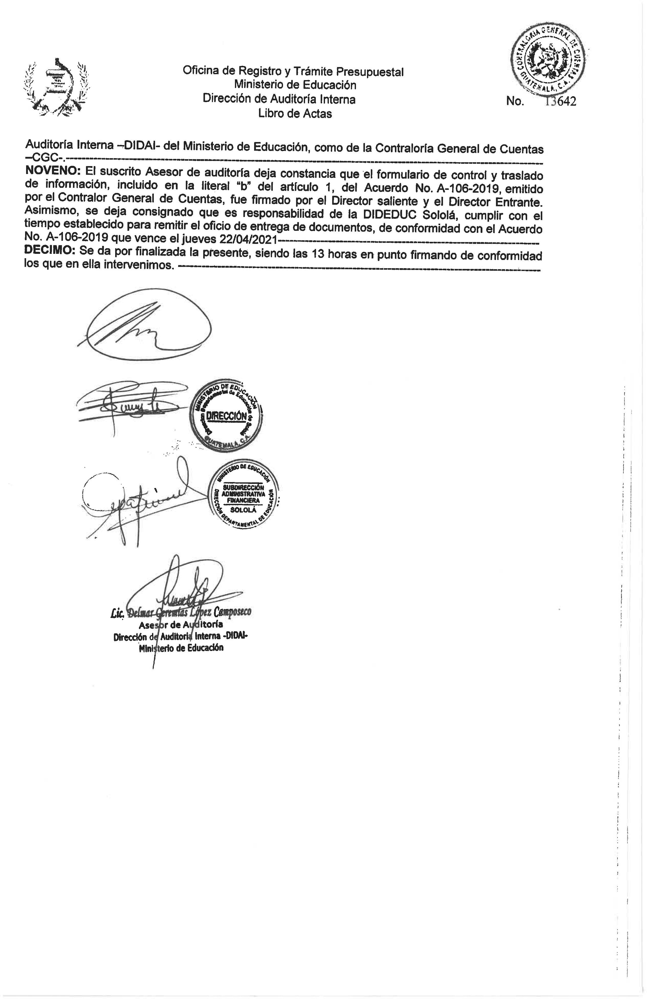 CONTRALORIA GENERAL DE CUENTAS
GUATEMALA, C.A.
Oficina de Registro y Trámite Presupuestal
Ministerio de Educación
Dirección de Auditoría Interna
Libro de Actas
No. 13642
Auditoría Interna –DIDAI- del Ministerio de Educación, como de la Contraloría General de Cuentas
–CGC-.-----------------------------------------------------------------------
NOVENO: El suscrito Asesor de auditoría deja constancia que el formulario de control y traslado
de información, incluido en la literal “b” del artículo 1, del Acuerdo No. A-106-2019, emitido
por el Contralor General de Cuentas, fue firmado por el Director saliente y el Director Entrante.
Asimismo, se deja consignado que es responsabilidad de la DIDEDUC Sololá, cumplir con el
tiempo establecido para remitir el oficio de entrega de documentos, de conformidad con el Acuerdo
No. A-106-2019 que vence el jueves 22/04/2021-----------------------------------------
DECIMO: Se da por finalizada la presente, siendo las 13 horas en punto firmando de conformidad
los que en ella intervenimos. -----------------------------------------------------------
MINISTERIO DE EDUCACIÓN
Dirección Departamental de Educación de Sololá
DIRECCIÓN
GUATEMALA, C.A.
MINISTERIO DE EDUCACIÓN
SUBDIRECCIÓN
ADMINISTRATIVA
FINANCIERA
SOLOLÁ
DIRECCIÓN DEPARTAMENTAL DE EDUCACIÓN
Lic. Delmar Geremías López Camposeco
Asesor de Auditoría
Dirección de Auditoria Interna -DIDAI-
Ministerio de Educación